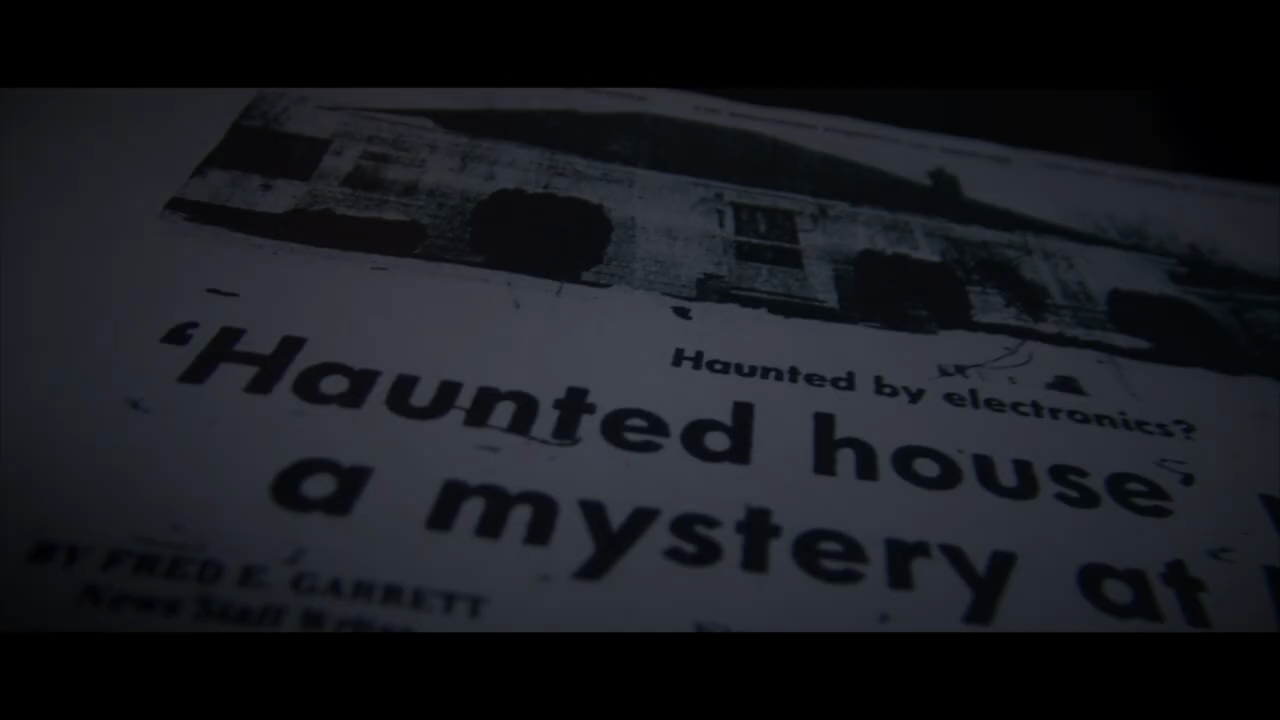 Haunted by electronics?
‘Haunted house’
a mystery at
BY FRED E. GARRETT
News Staff Writer